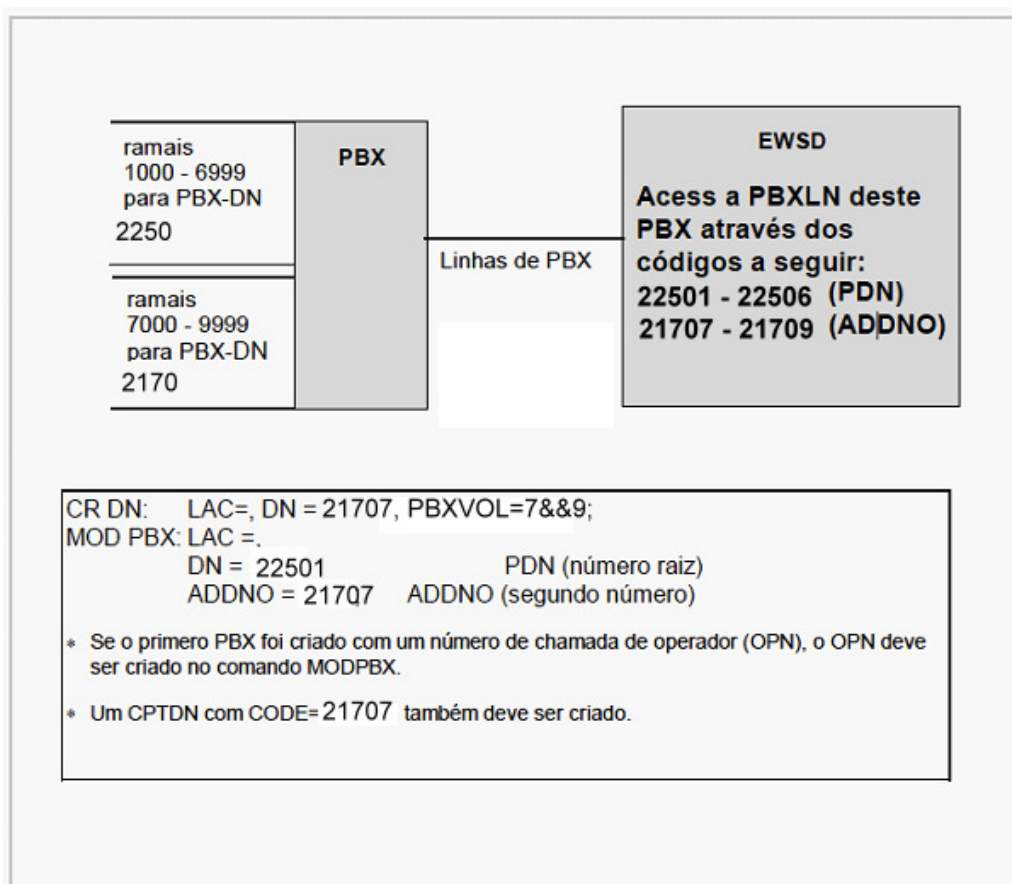 ramais
1000 - 6999
para PBX-DN
2250
ramais
7000 - 9999
para PBX-DN
2170
PBX
Linhas de PBX
EWSD
Acess a PBXLN deste
PBX através dos
códigos a seguir:
22501 - 22506 (PDN)
21707 - 21709 (ADDNO)
CR DN: LAC=, DN = 21707, PBXVOL=7&&9;
MOD PBX: LAC =,
DN = 22501 PDN (número raiz)
ADDNO = 21707 ADDNO (segundo número)
* Se o primero PBX foi criado com um número de chamada de operador (OPN), o OPN deve
ser criado no comando MODPBX.
* Um CPTDN com CODE= 21707 também deve ser criado.